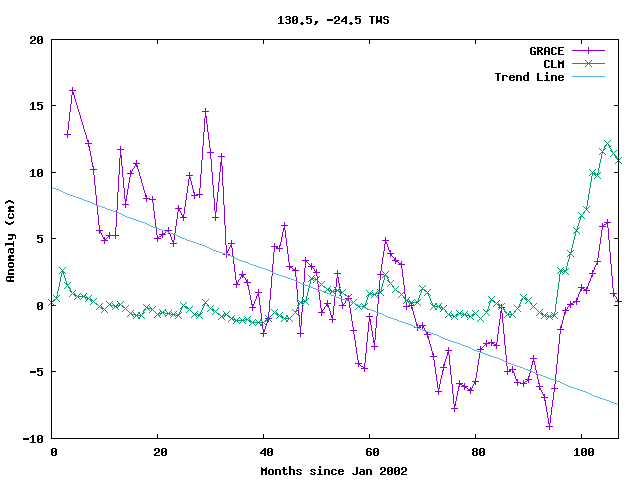 130.5, -24.5 TWS
20
GRACE
CLM
Trend Line
15
10
5
0
-5
-10
Anomaly (cm)
0 20 40 60 80 100
Months since Jan 2002